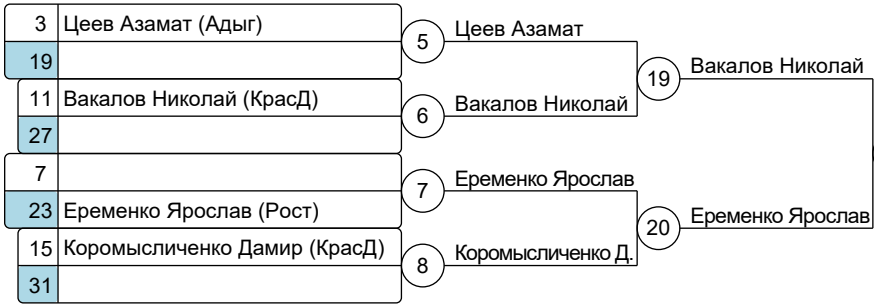 3 Цеев Азамат (Адыг)
19
11 Вакалов Николай (КрасД)
27
7
23 Еременко Ярослав (Рост)
15 Коромысличенко Дамир (КрасД)
31
5 Цеев Азамат
6 Вакалов Николай
7 Еременко Ярослав
8 Коромысличенко Д.
19 Вакалов Николай
20 Еременко Ярослав